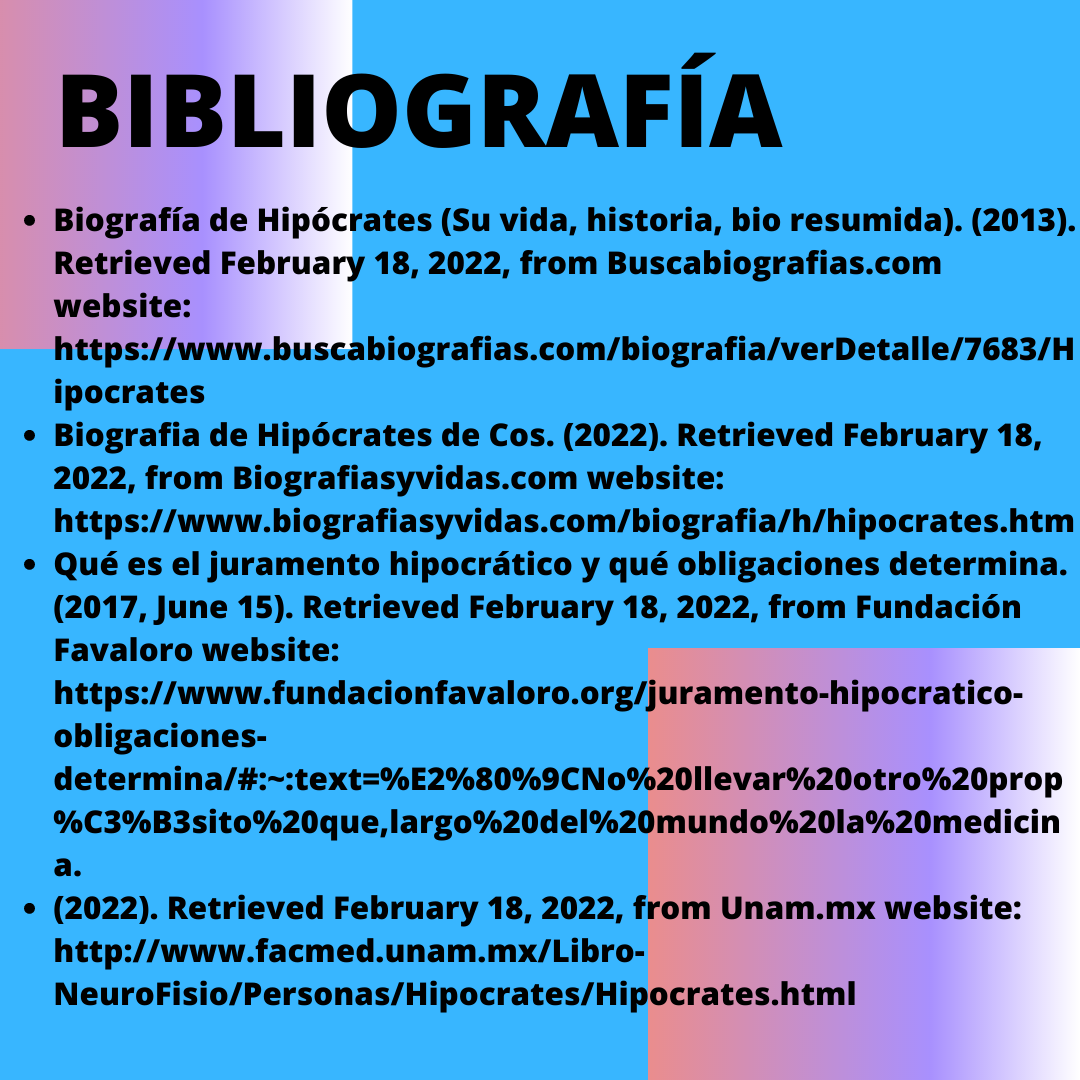 BIBLIOGRAFÍA
• Biografía de Hipócrates (Su vida, historia, bio resumida). (2013).
Retrieved February 18, 2022, from Buscabiografias.com
website:
https://www.buscabiografias.com/biografia/verDetalle/7683/H
ipocrates
• Biografia de Hipócrates de Cos. (2022). Retrieved February 18,
2022, from Biografiasyvidas.com website:
https://www.biografiasyvidas.com/biografia/h/hipocrates.htm
• Qué es el juramento hipocrático y qué obligaciones determina.
(2017, June 15). Retrieved February 18, 2022, from Fundación
Favaloro website:
https://www.fundacionfavaloro.org/juramento-hipocratico-
obligaciones-
determina/#:~:text=%E2%80%9CNo%20llevar%20otro%20prop
%C3%B3sito%20que,largo%20del%20mundo%20la%20medicin
a.
• (2022). Retrieved February 18, 2022, from Unam.mx website:
http://www.facmed.unam.mx/Libro-
NeuroFisio/Personas/Hipocrates/Hipocrates.html